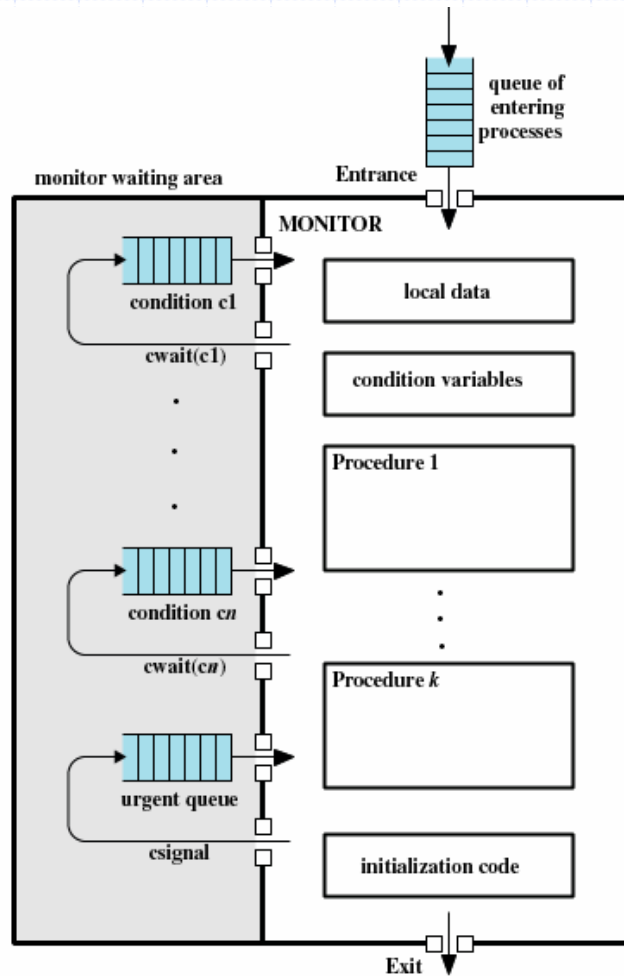 queue of
entering
processes
Entrance
monitor waiting area
MONITOR
condition c1
cwait(c1)
local data
condition variables
Procedure 1
condition cn
cwait(cn)
Procedure k
urgent queue
csignal
initialization code
Exit